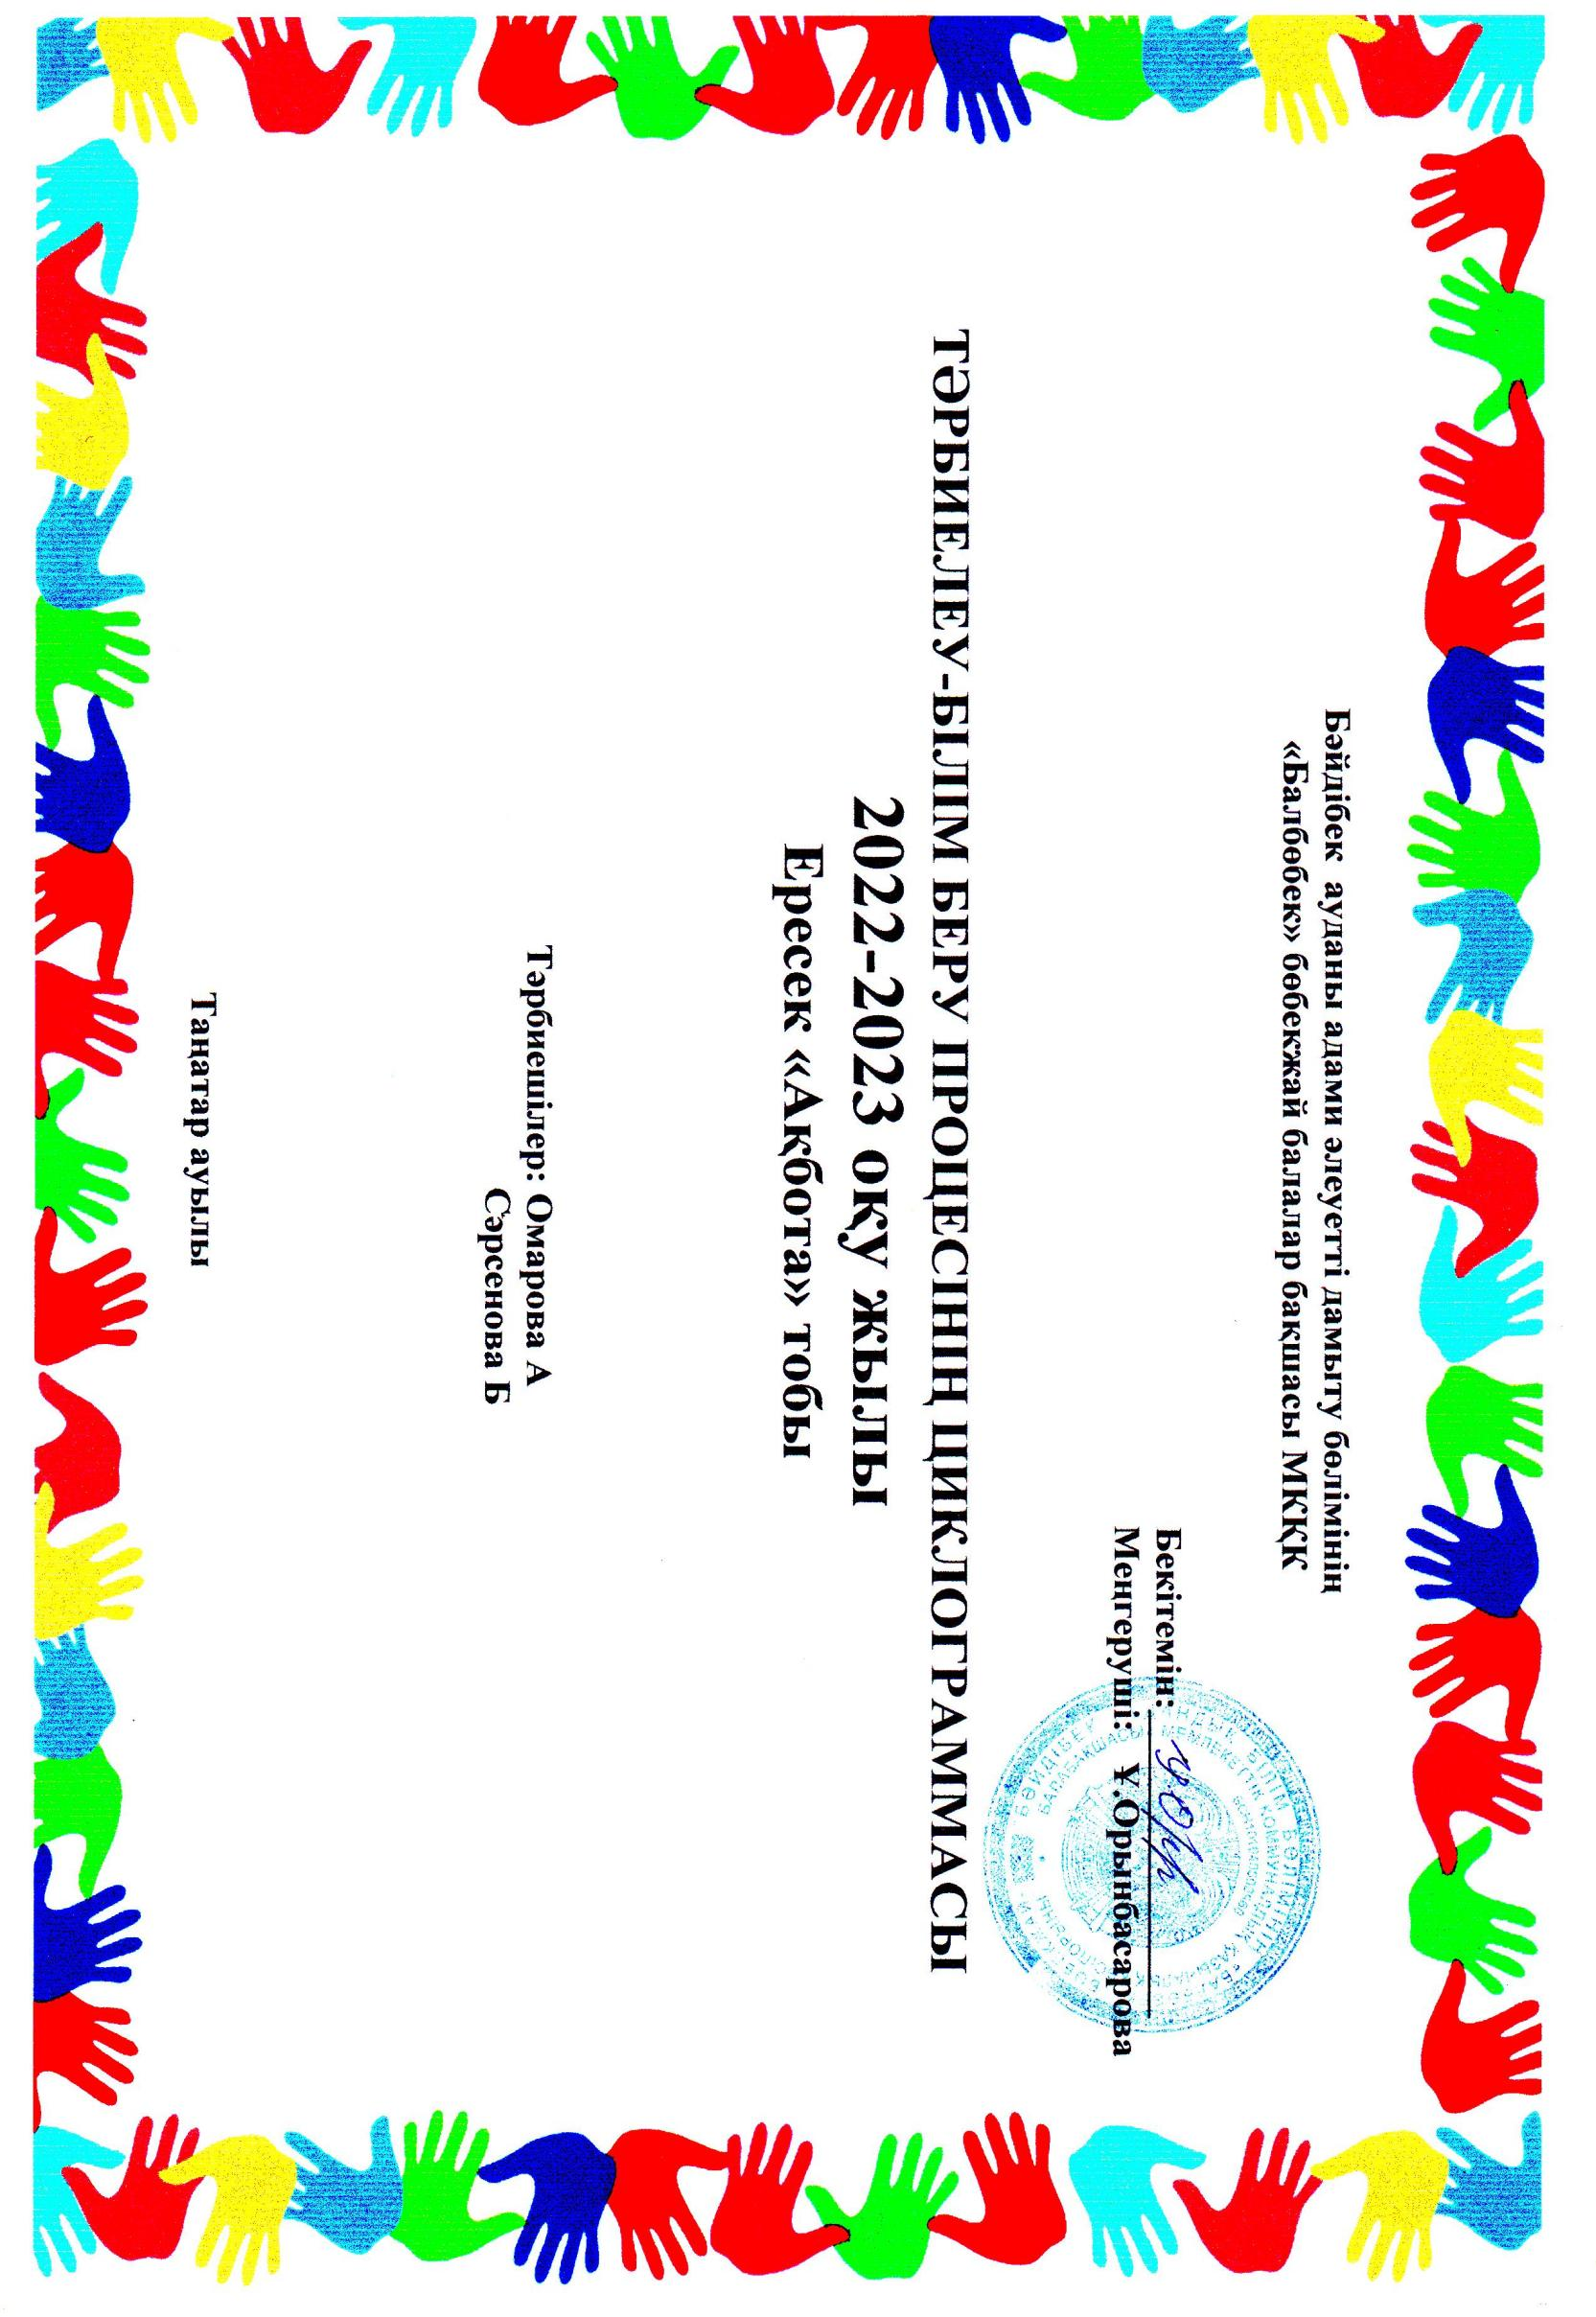 Бәйдібек ауданы адами әлеуетті дамыту бөлімінің
«Балбөбек» бөбекжай балалар бақшасы МКҚК
Бекітемін:
Меңгеруші: Ұ.Орынбасарова
ТӘРБИЕЛЕУ-БІЛІМ БЕРУ ПРОЦЕСІНІҢ ЦИКЛОГРАММАСЫ
2022-2023 оқу жылы
Ересек «Ақбота» тобы
Тәрбиешілер: Омарова А
Сәрсенова Б
Таңатар ауылы